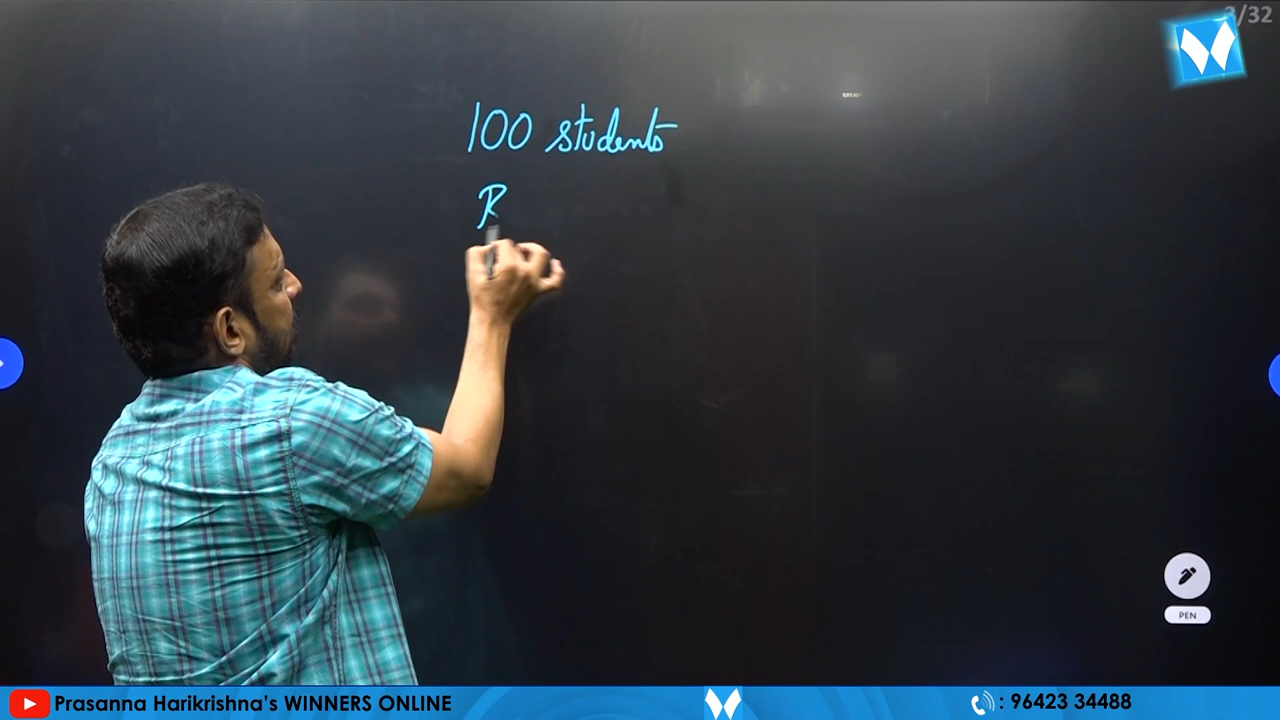 3/32
100 students
R
PEN
Prasanna Harikrishna's WINNERS ONLINE
: 96423 34488